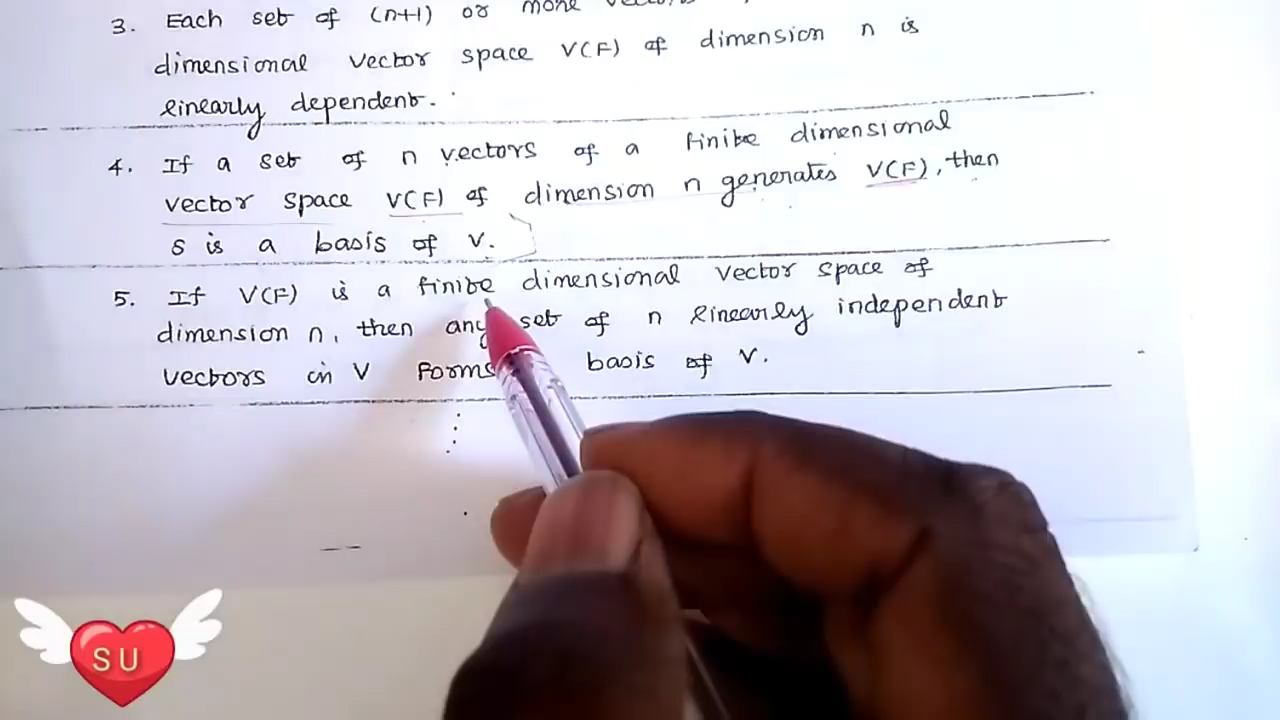 3. Each set of (n+1) or more
dimensional vector space V(F) of dimension n is
linearly dependent.
4. If a set of n vectors of a finite dimensional
vector space V(F) of dimension n generates V(F), then
S is a basis of V.
5. If V(F) is a finite dimensional vector space of
dimension n, then any set of n linearly independent
vectors in V forms basis of V.
SU